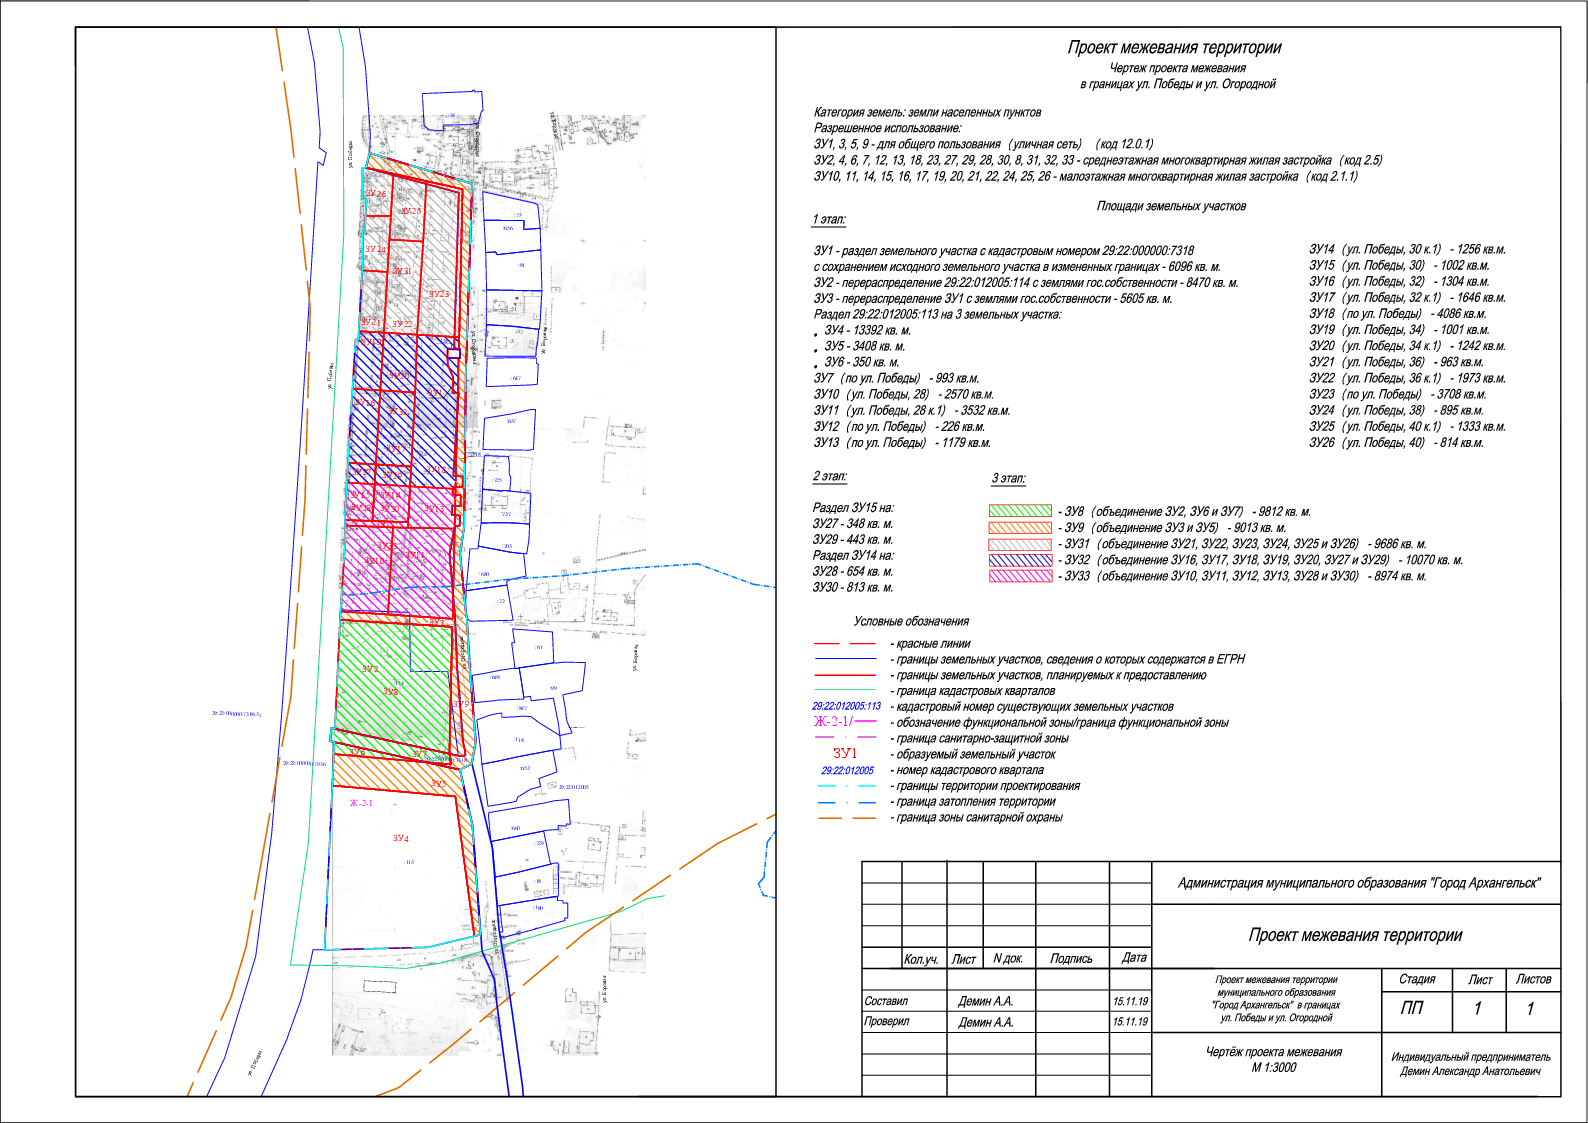 Проект межевания территории
Чертеж проекта межевания
в границах ул. Победы и ул. Огородной
Категория земель: земли населенных пунктов
Разрешенное использование:
ЗУ1, 3, 5, 9 - для общего пользования (уличная сеть) (код 12.0.1)
ЗУ2, 4, 6, 7, 12, 13, 18, 23, 27, 29, 28, 30, 8, 31, 32, 33 - среднеэтажная многоквартирная жилая застройка (код 2.5)
ЗУ10, 11, 14, 15, 16, 17, 19, 20, 21, 22, 24, 25, 26 - малоэтажная многоквартирная жилая застройка (код 2.1.1)
Площади земельных участков
1 этап:
ЗУ1 - раздел земельного участка с кадастровым номером 29:22:000000:7318
с сохранением исходного земельного участка в измененных границах - 6096 кв. м.
ЗУ2 - перераспределение 29:22:012005:114 с землями гос.собственности - 8470 кв. м.
ЗУ3 - перераспределение ЗУ1 с землями гос.собственности - 5605 кв. м.
Раздел 29:22:012005:113 на 3 земельных участка:
• ЗУ4 - 13392 кв. м.
• ЗУ5 - 3408 кв. м.
• ЗУ6 - 350 кв. м.
ЗУ7 (по ул. Победы) - 993 кв.м.
ЗУ10 (ул. Победы, 28) - 2570 кв.м.
ЗУ11 (ул. Победы, 28 к.1) - 3532 кв.м.
ЗУ12 (по ул. Победы) - 226 кв.м.
ЗУ13 (по ул. Победы) - 1179 кв.м.
ЗУ14 (ул. Победы, 30 к.1) - 1256 кв.м.
ЗУ15 (ул. Победы, 30) - 1002 кв.м.
ЗУ16 (ул. Победы, 32) - 1304 кв.м.
ЗУ17 (ул. Победы, 32 к.1) - 1646 кв.м.
ЗУ18 (по ул. Победы) - 4086 кв.м.
ЗУ19 (ул. Победы, 34) - 1001 кв.м.
ЗУ20 (ул. Победы, 34 к.1) - 1242 кв.м.
ЗУ21 (ул. Победы, 36) - 963 кв.м.
ЗУ22 (ул. Победы, 36 к.1) - 1973 кв.м.
ЗУ23 (по ул. Победы) - 3708 кв.м.
ЗУ24 (ул. Победы, 38) - 895 кв.м.
ЗУ25 (ул. Победы, 40 к.1) - 1333 кв.м.
ЗУ26 (ул. Победы, 40) - 814 кв.м.
2 этап:
Раздел ЗУ15 на:
ЗУ27 - 348 кв. м.
ЗУ29 - 443 кв. м.
Раздел ЗУ14 на:
ЗУ28 - 654 кв. м.
ЗУ30 - 813 кв. м.
3 этап:
- ЗУ8 (объединение ЗУ2, ЗУ6 и ЗУ7) - 9812 кв. м.
- ЗУ9 (объединение ЗУ3 и ЗУ5) - 9013 кв. м.
- ЗУ31 (объединение ЗУ21, ЗУ22, ЗУ23, ЗУ24, ЗУ25 и ЗУ26) - 9686 кв. м.
- ЗУ32 (объединение ЗУ16, ЗУ17, ЗУ18, ЗУ19, ЗУ20, ЗУ27 и ЗУ29) - 10070 кв. м.
- ЗУ33 (объединение ЗУ10, ЗУ11, ЗУ12, ЗУ13, ЗУ28 и ЗУ30) - 8974 кв. м.
Условные обозначения
- красные линии
- границы земельных участков, сведения о которых содержатся в ЕГРН
- границы земельных участков, планируемых к предоставлению
- граница кадастровых кварталов
29:22:012005:113 - кадастровый номер существующих земельных участков
Ж-2-1/ - обозначение функциональной зоны/граница функциональной зоны
- граница санитарно-защитной зоны
ЗУ1 - образуемый земельный участок
29:22:012005 - номер кадастрового квартала
- границы территории проектирования
- граница затопления территории
- граница зоны санитарной охраны
Администрация муниципального образования "Город Архангельск"
Проект межевания территории
Кол.уч. Лист N док. Подпись Дата
Составил Демин А.А. 15.11.19
Проверил Демин А.А. 15.11.19
Проект межевания территории
муниципального образования
"Город Архангельск" в границах
ул. Победы и ул. Огородной
Стадия Лист Листов
ПП 1 1
Чертёж проекта межевания
М 1:3000
Индивидуальный предприниматель
Демин Александр Анатольевич
ул. Победы
ул. Победы
ул. Победы
ЗУ26
ЗУ25
ЗУ24
ЗУ31
ЗУ23
ЗУ21
ЗУ22
ЗУ8
ЗУ9
ЗУ5
Ж-2-1
ЗУ4
:113
29:22:012005